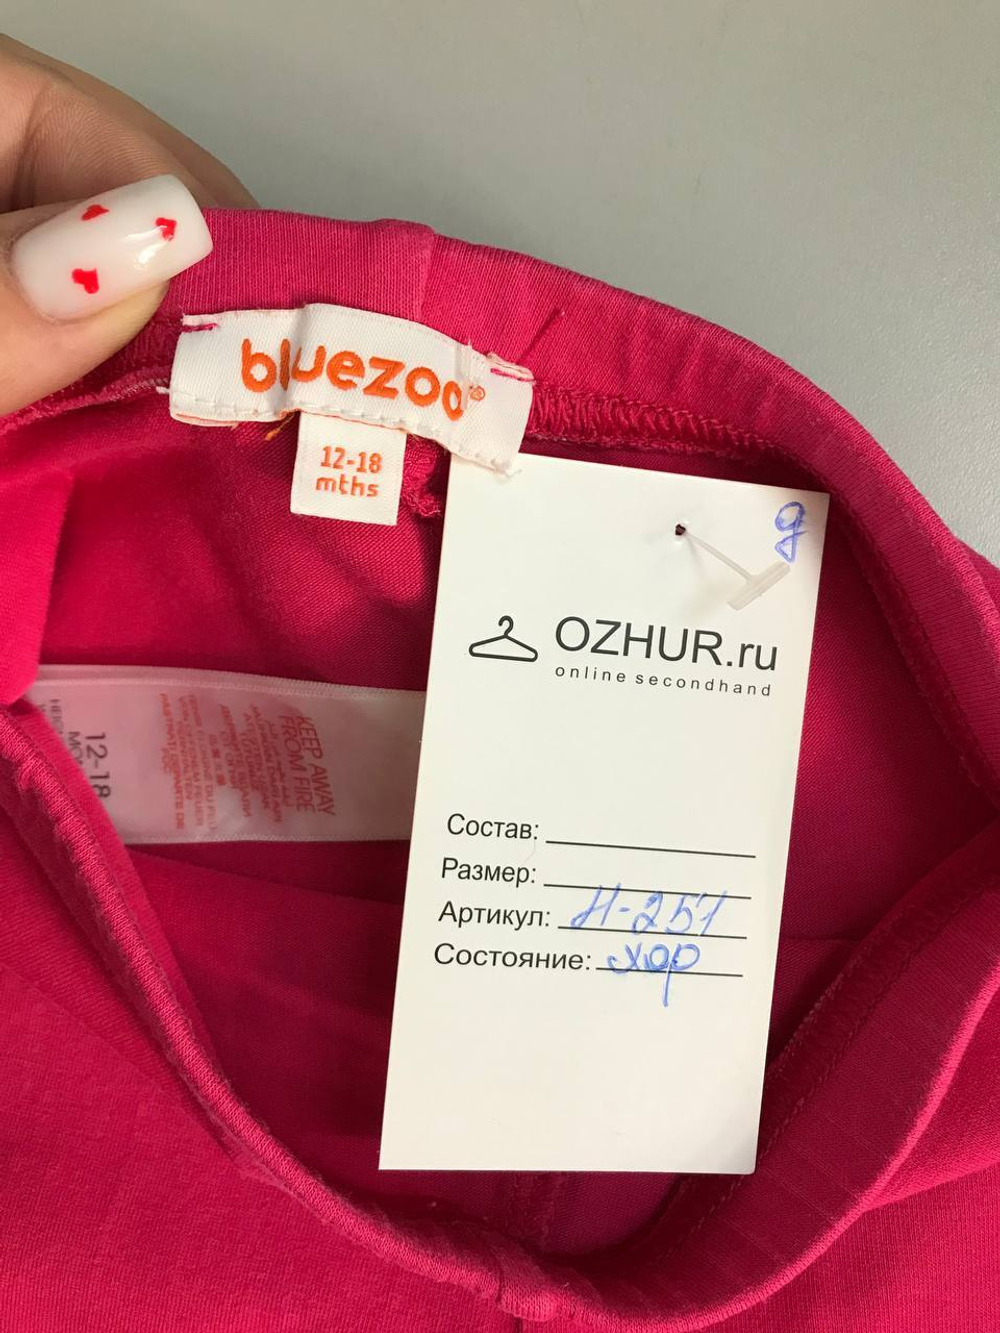 bluezoo®
12-18
mths
д
OZHUR.ru
online secondhand
12-18
KEEP AWAY
FROM FIRE
Состав:
Размер:
Артикул: Н-251
Состояние: хор